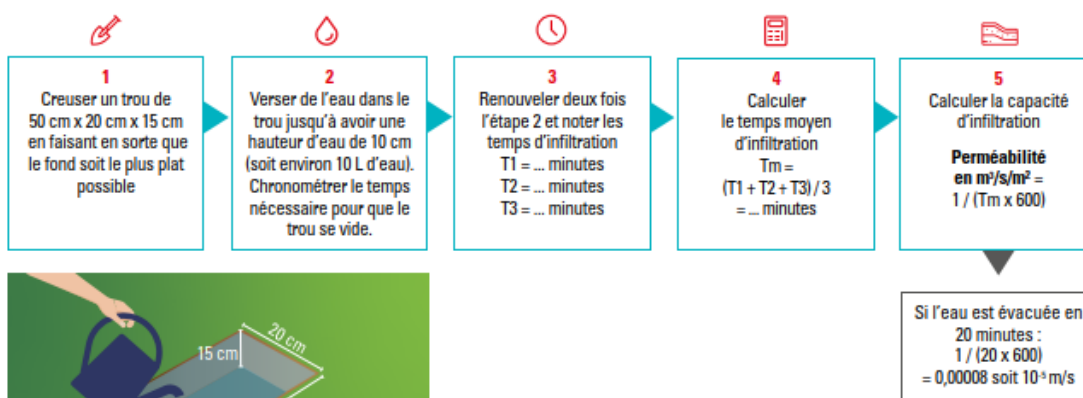 1
Creuser un trou de
50 cm x 20 cm x 15 cm
en faisant en sorte que
le fond soit le plus plat
possible
2
Verser de l'eau dans le
trou jusqu'à avoir une
hauteur d'eau de 10 cm
(soit environ 10 L d'eau).
Chronométrer le temps
nécessaire pour que le
trou se vide.
3
Renouveler deux fois
l'étape 2 et noter les
temps d'infiltration
T1 = ... minutes
T2 = ... minutes
T3 = ... minutes
4
Calculer
le temps moyen
d'infiltration
Tm =
(T1 + T2 + T3) / 3
= ... minutes
5
Calculer la capacité
d'infiltration
Perméabilité
en m³/s/m² =
1 / (Tm x 600)
Si l'eau est évacuée en
20 minutes :
1 / (20 x 600)
= 0,00008 soit 10⁻⁵ m/s
20 cm
15 cm